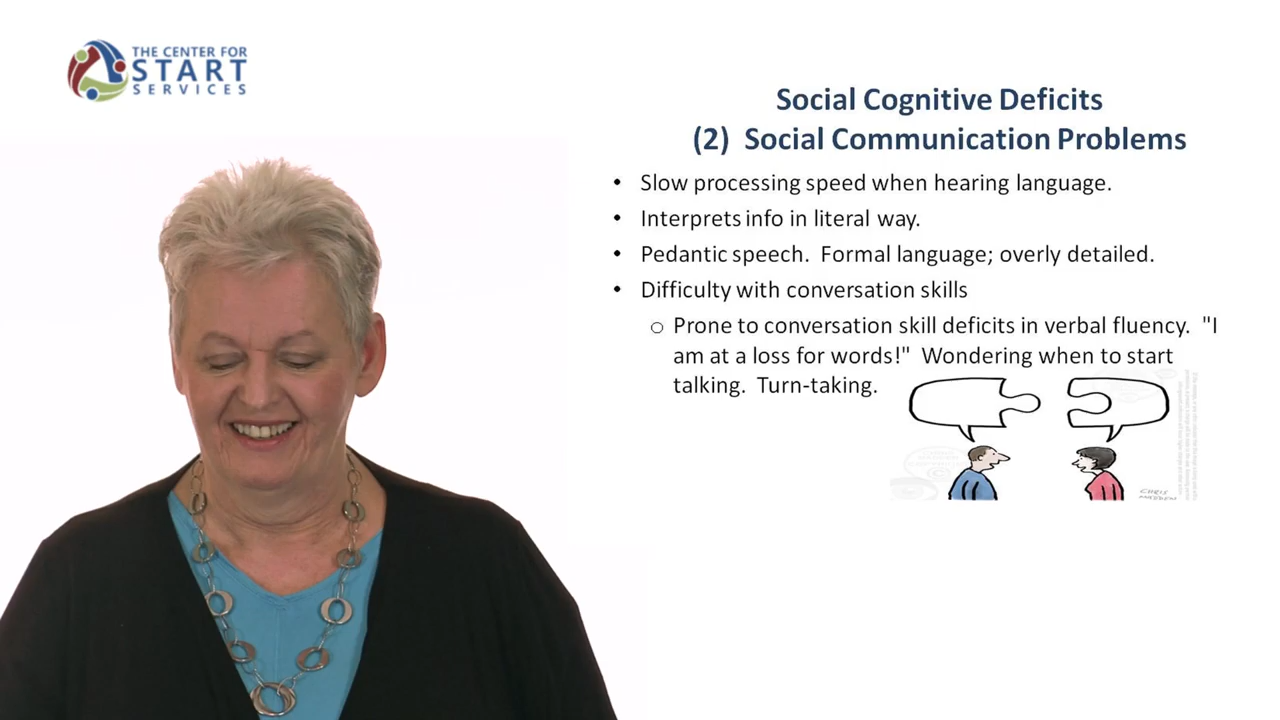 THE CENTER FOR
START
SERVICES
Social Cognitive Deficits
(2) Social Communication Problems
• Slow processing speed when hearing language.
• Interprets info in literal way.
• Pedantic speech. Formal language; overly detailed.
• Difficulty with conversation skills
o Prone to conversation skill deficits in verbal fluency. "I
am at a loss for words!" Wondering when to start
talking. Turn-taking.
CHRIS